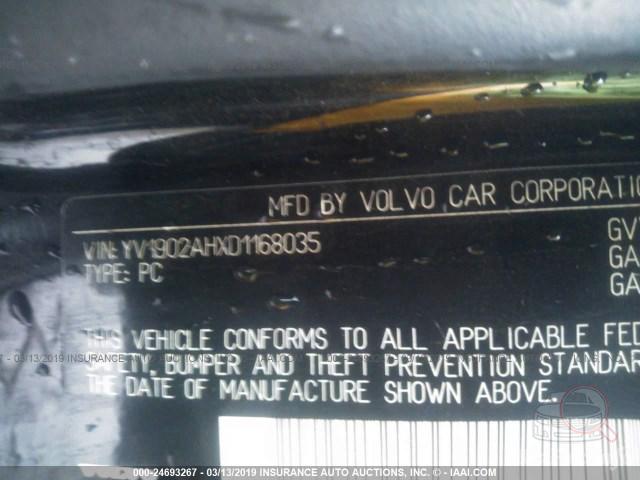 MFD BY VOLVO CAR CORPORATION
VIN: YV1902AHXD1168035
TYPE: PC
GV
GA
GA
THIS VEHICLE CONFORMS TO ALL APPLICABLE FED
SAFETY, BUMPER AND THEFT PREVENTION STANDAR
THE DATE OF MANUFACTURE SHOWN ABOVE.
000-24693267 - 03/13/2019 INSURANCE AUTO AUCTIONS, INC. © - IAAI.COM